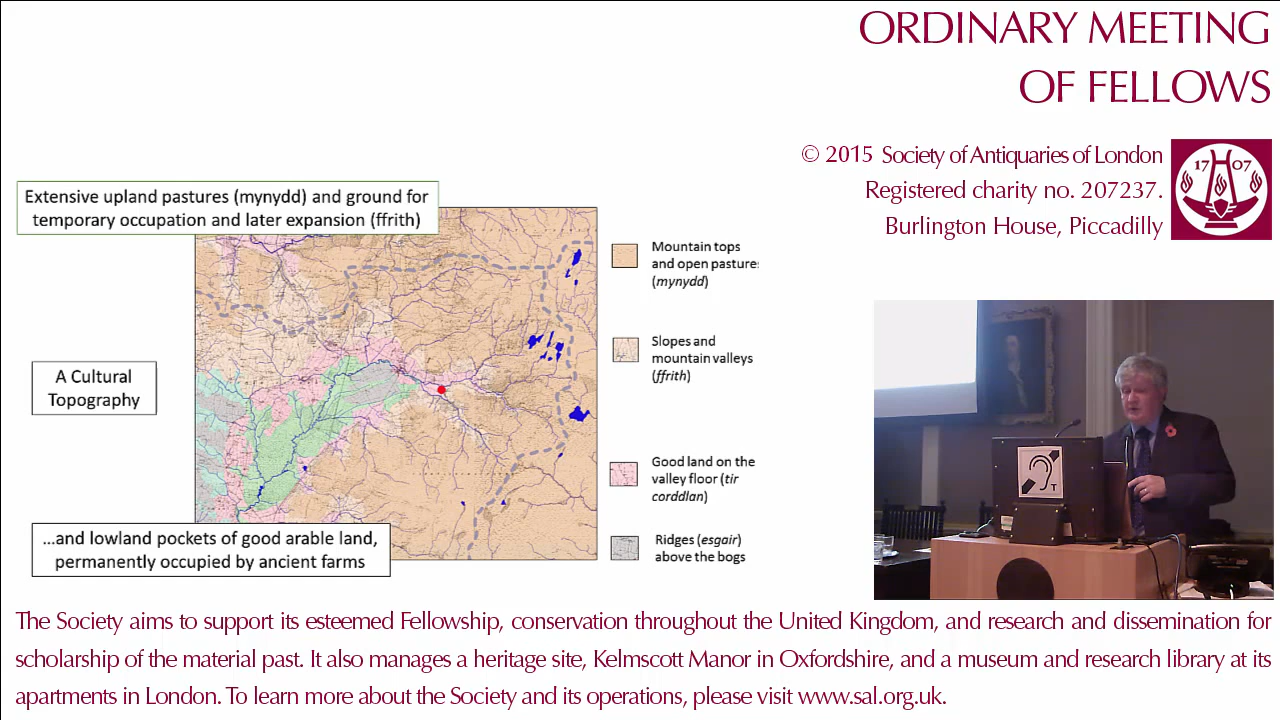 ORDINARY MEETING
OF FELLOWS
© 2015 Society of Antiquaries of London
Registered charity no. 207237.
Burlington House, Piccadilly
17 07
Extensive upland pastures (mynydd) and ground for
temporary occupation and later expansion (ffrith)
Mountain tops
and open pastures
(mynydd)
Slopes and
mountain valleys
(ffrith)
A Cultural
Topography
Good land on the
valley floor (tir
corddlan)
Ridges (esgair)
above the bogs
...and lowland pockets of good arable land,
permanently occupied by ancient farms
T
The Society aims to support its esteemed Fellowship, conservation throughout the United Kingdom, and research and dissemination for
scholarship of the material past. It also manages a heritage site, Kelmscott Manor in Oxfordshire, and a museum and research library at its
apartments in London. To learn more about the Society and its operations, please visit www.sal.org.uk.